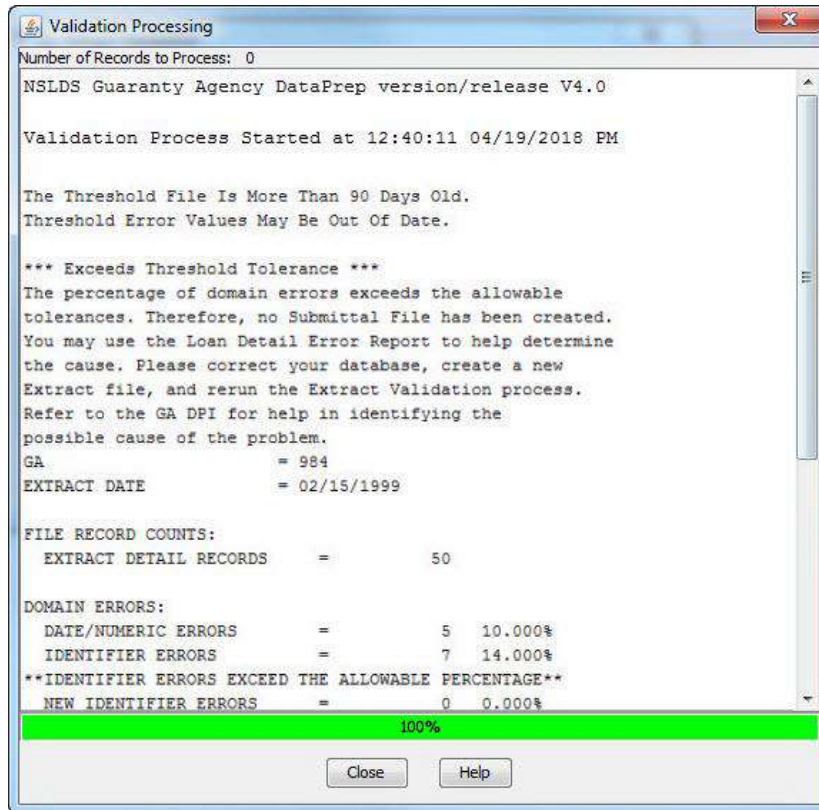 Validation Processing
X
Number of Records to Process: 0
NSLDS Guaranty Agency DataPrep version/release V4.0
Validation Process Started at 12:40:11 04/19/2018 PM
The Threshold File Is More Than 90 Days Old.
Threshold Error Values May Be Out Of Date.
*** Exceeds Threshold Tolerance ***
The percentage of domain errors exceeds the allowable
tolerances. Therefore, no Submittal File has been created.
You may use the Loan Detail Error Report to help determine
the cause. Please correct your database, create a new
Extract file, and rerun the Extract Validation process.
Refer to the GA DPI for help in identifying the
possible cause of the problem.
GA = 984
EXTRACT DATE = 02/15/1999
FILE RECORD COUNTS:
EXTRACT DETAIL RECORDS = 50
DOMAIN ERRORS:
DATE/NUMERIC ERRORS = 5 10.000%
IDENTIFIER ERRORS = 7 14.000%
**IDENTIFIER ERRORS EXCEED THE ALLOWABLE PERCENTAGE**
NEW IDENTIFIER ERRORS = 0 0.000%
100%
Close Help